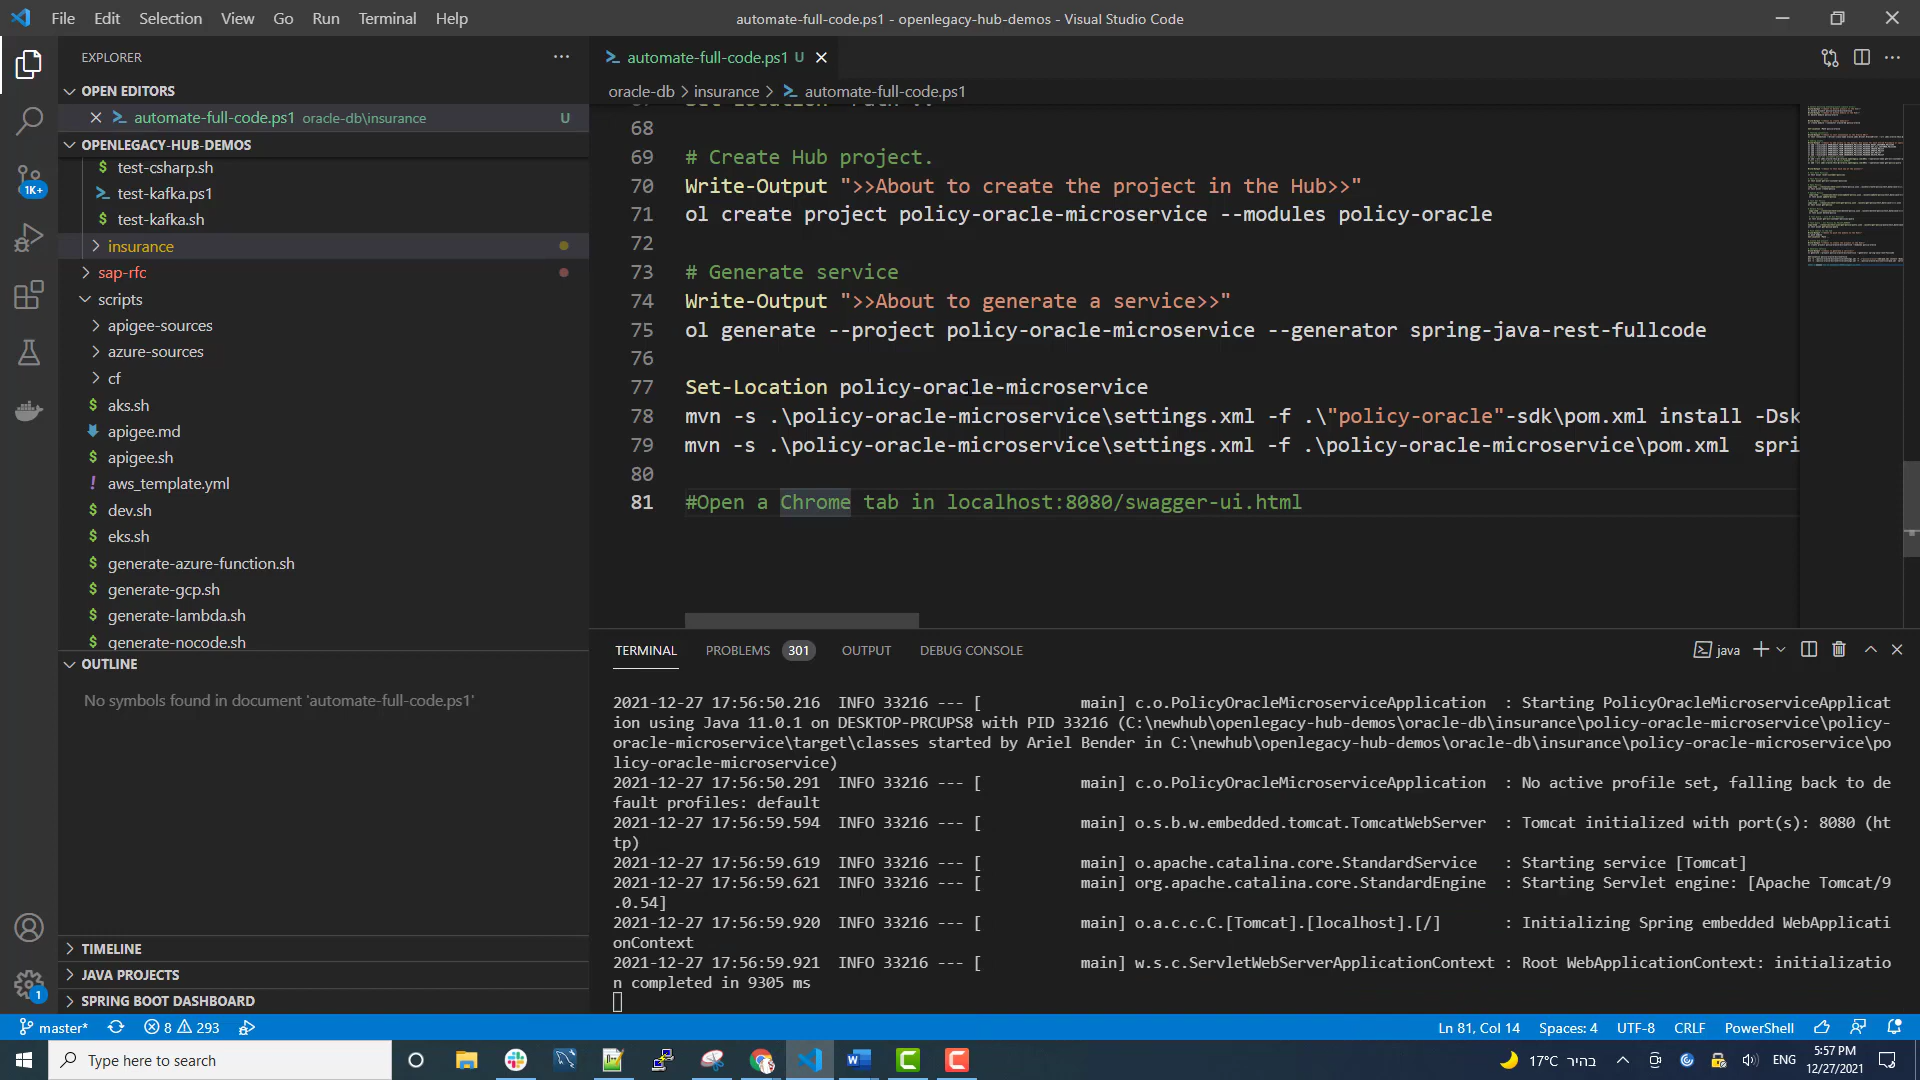 File Edit Selection View Go Run Terminal Help
automate-full-code.ps1 - openlegacy-hub-demos - Visual Studio Code
EXPLORER
OPEN EDITORS
automate-full-code.ps1 oracle-db\insurance U
OPENLEGACY-HUB-DEMOS
test-csharp.sh
test-kafka.ps1
test-kafka.sh
insurance
sap-rfc
scripts
apigee-sources
azure-sources
cf
aks.sh
apigee.md
apigee.sh
aws_template.yml
dev.sh
eks.sh
generate-azure-function.sh
generate-gcp.sh
generate-lambda.sh
generate-nocode.sh
OUTLINE
No symbols found in document 'automate-full-code.ps1'
TIMELINE
JAVA PROJECTS
SPRING BOOT DASHBOARD
1K+
1
automate-full-code.ps1 U
oracle-db > insurance > automate-full-code.ps1
68
69 # Create Hub project.
70 Write-Output ">>About to create the project in the Hub>>"
71 ol create project policy-oracle-microservice --modules policy-oracle
72
73 # Generate service
74 Write-Output ">>About to generate a service>>"
75 ol generate --project policy-oracle-microservice --generator spring-java-rest-fullcode
76
77 Set-Location policy-oracle-microservice
78 mvn -s .\policy-oracle-microservice\settings.xml -f .\"policy-oracle"-sdk\pom.xml install -Dsk
79 mvn -s .\policy-oracle-microservice\settings.xml -f .\policy-oracle-microservice\pom.xml  spri
80
81 #Open a Chrome tab in localhost:8080/swagger-ui.html
TERMINAL PROBLEMS 301 OUTPUT DEBUG CONSOLE
java
2021-12-27 17:56:50.216  INFO 33216 --- [           main] c.o.PolicyOracleMicroserviceApplication  : Starting PolicyOracleMicroserviceApplicat
ion using Java 11.0.1 on DESKTOP-PRCUPS8 with PID 33216 (C:\newhub\openlegacy-hub-demos\oracle-db\insurance\policy-oracle-microservice\policy-
oracle-microservice\target\classes started by Ariel Bender in C:\newhub\openlegacy-hub-demos\oracle-db\insurance\policy-oracle-microservice\po
licy-oracle-microservice)
2021-12-27 17:56:50.291  INFO 33216 --- [           main] c.o.PolicyOracleMicroserviceApplication  : No active profile set, falling back to de
fault profiles: default
2021-12-27 17:56:59.594  INFO 33216 --- [           main] o.s.b.w.embedded.tomcat.TomcatWebServer  : Tomcat initialized with port(s): 8080 (ht
tp)
2021-12-27 17:56:59.619  INFO 33216 --- [           main] o.apache.catalina.core.StandardService   : Starting service [Tomcat]
2021-12-27 17:56:59.621  INFO 33216 --- [           main] org.apache.catalina.core.StandardEngine  : Starting Servlet engine: [Apache Tomcat/9
.0.54]
2021-12-27 17:56:59.920  INFO 33216 --- [           main] o.a.c.c.C.[Tomcat].[localhost].[/]       : Initializing Spring embedded WebApplicati
onContext
2021-12-27 17:56:59.921  INFO 33216 --- [           main] w.s.c.ServletWebServerApplicationContext : Root WebApplicationContext: initializatio
n completed in 9305 ms
master* 8 293
Ln 81, Col 14 Spaces: 4 UTF-8 CRLF PowerShell
Type here to search
17°C בהיר
ENG
5:57 PM
12/27/2021